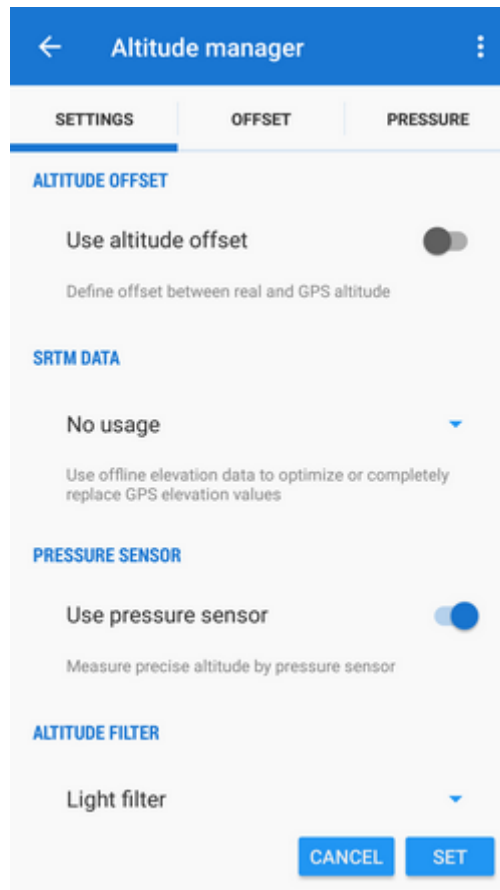 Altitude manager
SETTINGS OFFSET PRESSURE
ALTITUDE OFFSET
Use altitude offset
Define offset between real and GPS altitude
SRTM DATA
No usage
Use offline elevation data to optimize or completely
replace GPS elevation values
PRESSURE SENSOR
Use pressure sensor
Measure precise altitude by pressure sensor
ALTITUDE FILTER
Light filter
CANCEL SET